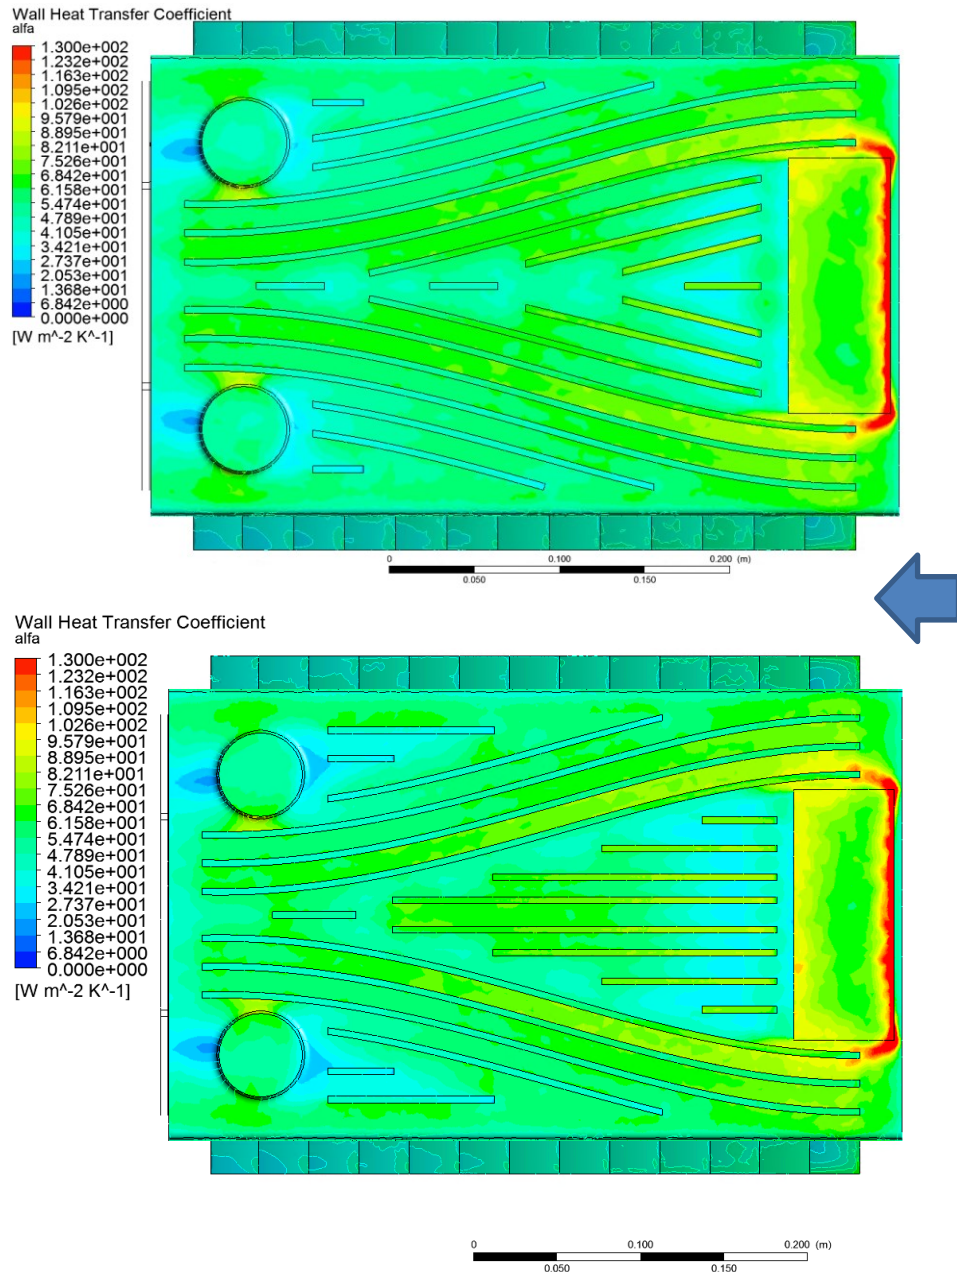 Wall Heat Transfer Coefficient
alfa
1.300e+002
1.232e+002
1.163e+002
1.095e+002
1.026e+002
9.579e+001
8.895e+001
8.211e+001
7.526e+001
6.842e+001
6.158e+001
5.474e+001
4.789e+001
4.105e+001
3.421e+001
2.737e+001
2.053e+001
1.368e+001
6.842e+000
0.000e+000
[W m^-2 K^-1]
0 0.100 0.200 (m)
0.050 0.150
Wall Heat Transfer Coefficient
alfa
1.300e+002
1.232e+002
1.163e+002
1.095e+002
1.026e+002
9.579e+001
8.895e+001
8.211e+001
7.526e+001
6.842e+001
6.158e+001
5.474e+001
4.789e+001
4.105e+001
3.421e+001
2.737e+001
2.053e+001
1.368e+001
6.842e+000
0.000e+000
[W m^-2 K^-1]
0 0.100 0.200 (m)
0.050 0.150